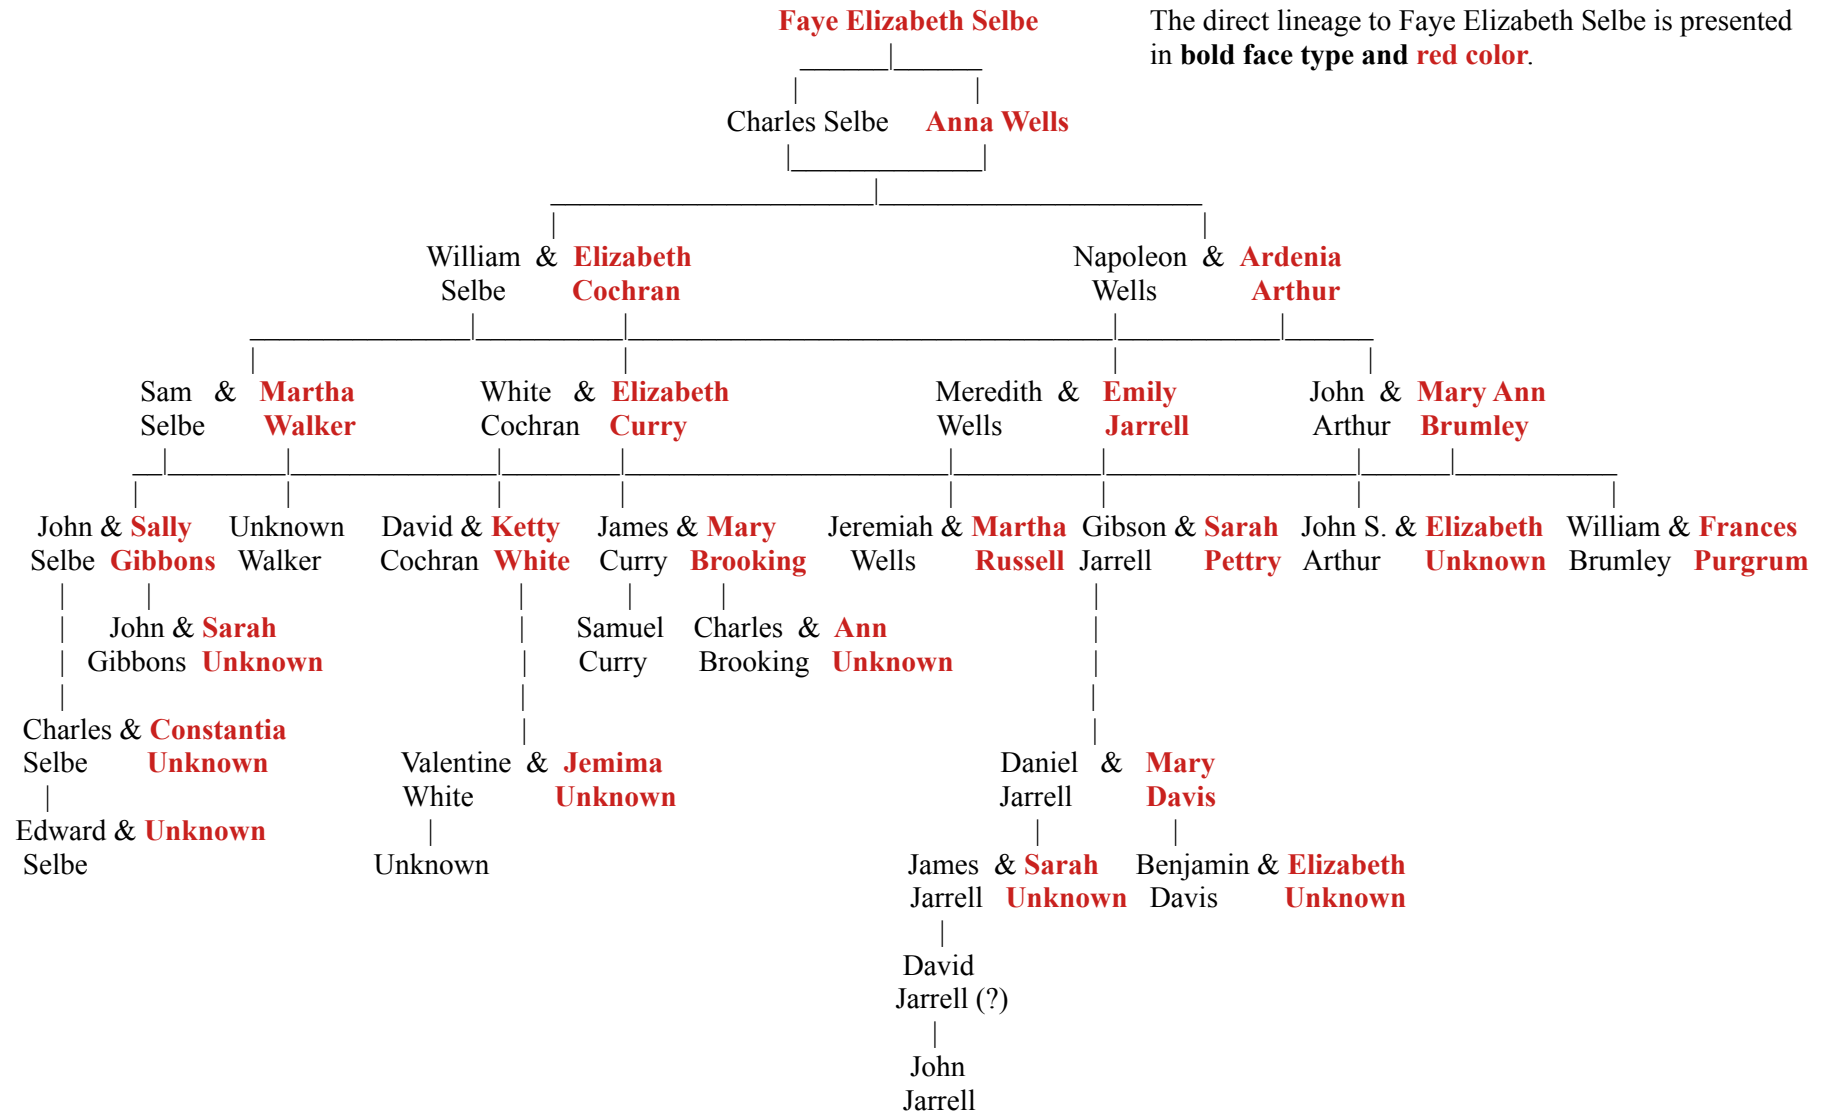 Faye Elizabeth Selbe
The direct lineage to Faye Elizabeth Selbe is presented
in bold face type and red color.
Charles Selbe Anna Wells
William & Elizabeth Napoleon & Ardenia
Selbe Cochran Wells Arthur
Sam & Martha White & Elizabeth Meredith & Emily John & Mary Ann
Selbe Walker Cochran Curry Wells Jarrell Arthur Brumley
John & Sally Unknown David & Ketty James & Mary Jeremiah & Martha Gibson & Sarah John S. & Elizabeth William & Frances
Selbe Gibbons Walker Cochran White Curry Brooking Wells Russell Jarrell Pettry Arthur Unknown Brumley Purgrum
John & Sarah Samuel Charles & Ann
Gibbons Unknown Curry Brooking Unknown
Charles & Constantia
Selbe Unknown Valentine & Jemima Daniel & Mary
White Unknown Jarrell Davis
Edward & Unknown
Selbe Unknown James & Sarah Benjamin & Elizabeth
Jarrell Unknown Davis Unknown
David
Jarrell (?)
John
Jarrell